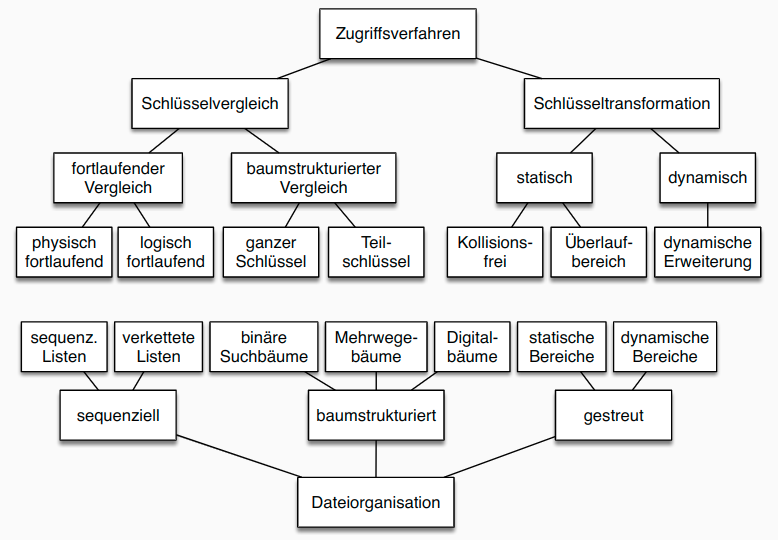 Zugriffsverfahren
Schlüsselvergleich
Schlüsseltransformation
fortlaufender
Vergleich
baumstrukturierter
Vergleich
statisch
dynamisch
physisch
fortlaufend
logisch
fortlaufend
ganzer
Schlüssel
Teil-
schlüssel
Kollisions-
frei
Überlauf-
bereich
dynamische
Erweiterung
sequenz.
Listen
verkettete
Listen
binäre
Suchbäume
Mehrwege-
bäume
Digital-
bäume
statische
Bereiche
dynamische
Bereiche
sequenziell
baumstrukturiert
gestreut
Dateiorganisation